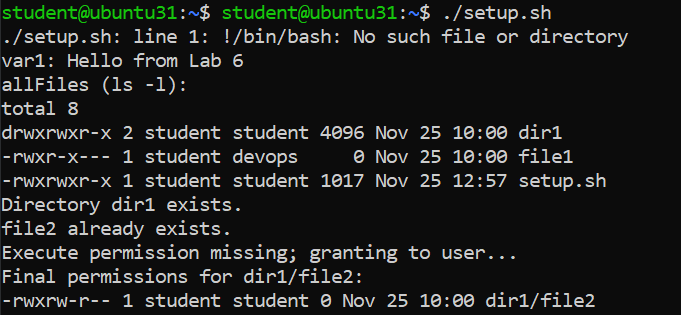 student@ubuntu31:~$ student@ubuntu31:~$ ./setup.sh
./setup.sh: line 1: !/bin/bash: No such file or directory
var1: Hello from Lab 6
allFiles (ls -l):
total 8
drwxrwxr-x 2 student student 4096 Nov 25 10:00 dir1
-rwxr-x--- 1 student devops     0 Nov 25 10:00 file1
-rwxrwxr-x 1 student student 1017 Nov 25 12:57 setup.sh
Directory dir1 exists.
file2 already exists.
Execute permission missing; granting to user...
Final permissions for dir1/file2:
-rwxrw-r-- 1 student student 0 Nov 25 10:00 dir1/file2